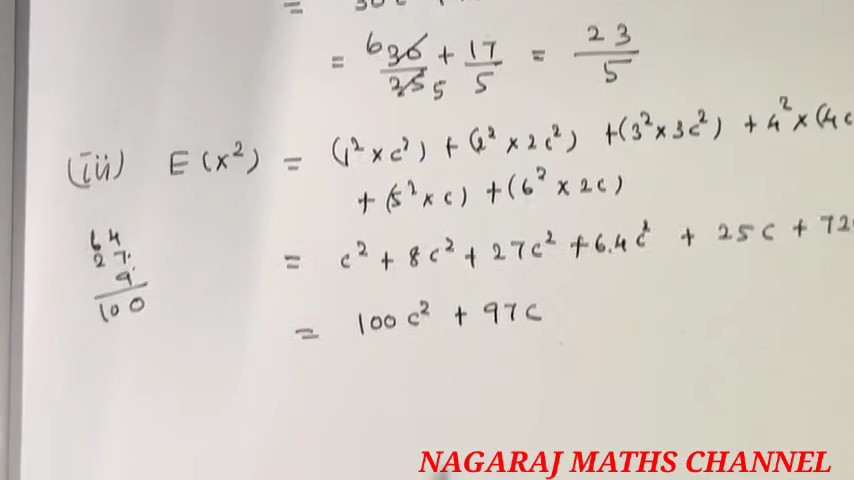 =
= 6 36/25 5 + 17/5 = 23/5
(iii) E(x²) = (1² × c²) + (2² × 2c²) + (3² × 3c²) + 4² × (4c
+ (5² × c) + (6² × 2c)
= c² + 8c² + 27c² + 64c² + 25c + 72
64
27
9
100
= 100c² + 97c
NAGARAJ MATHS CHANNEL